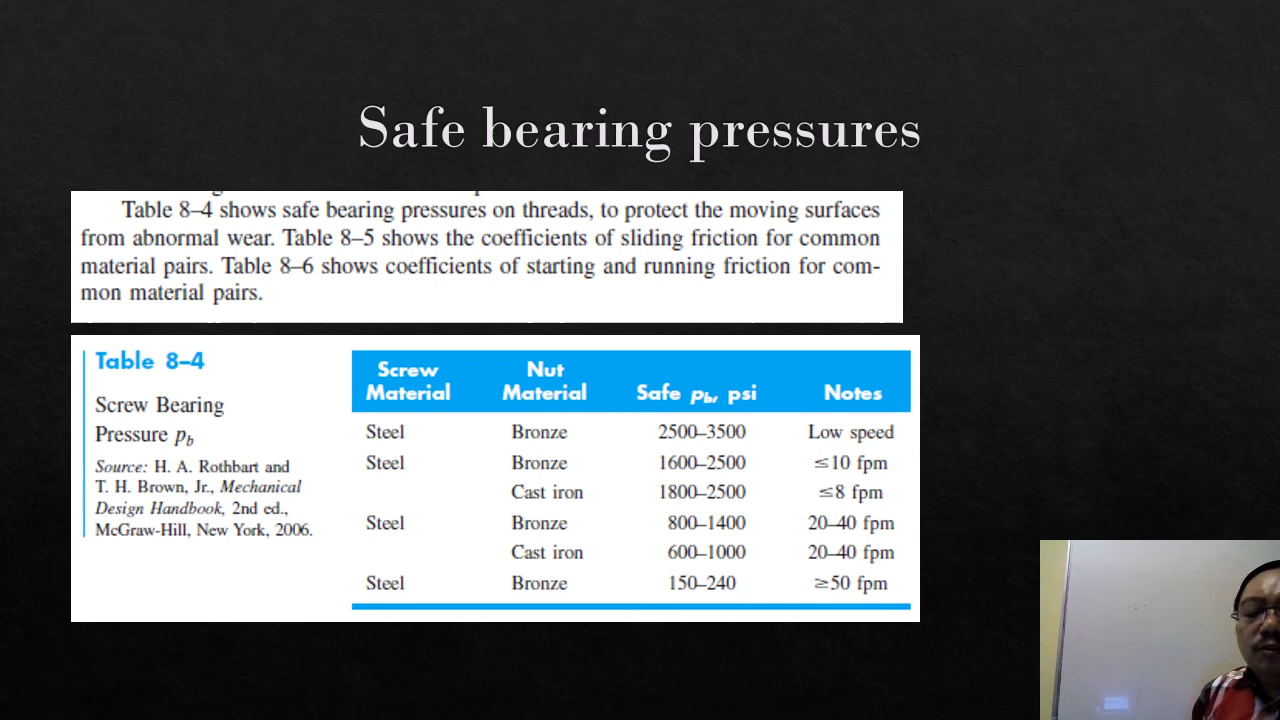 Safe bearing pressures
Table 8–4 shows safe bearing pressures on threads, to protect the moving surfaces
from abnormal wear. Table 8–5 shows the coefficients of sliding friction for common
material pairs. Table 8–6 shows coefficients of starting and running friction for com-
mon material pairs.
Table 8–4
Screw Bearing
Pressure pb
Source: H. A. Rothbart and
T. H. Brown, Jr., Mechanical
Design Handbook, 2nd ed.,
McGraw-Hill, New York, 2006.
Screw Material Nut Material Safe pb, psi Notes
Steel Bronze 2500–3500 Low speed
Steel Bronze 1600–2500 ≤10 fpm
Cast iron 1800–2500 ≤8 fpm
Steel Bronze 800–1400 20–40 fpm
Cast iron 600–1000 20–40 fpm
Steel Bronze 150–240 ≥50 fpm